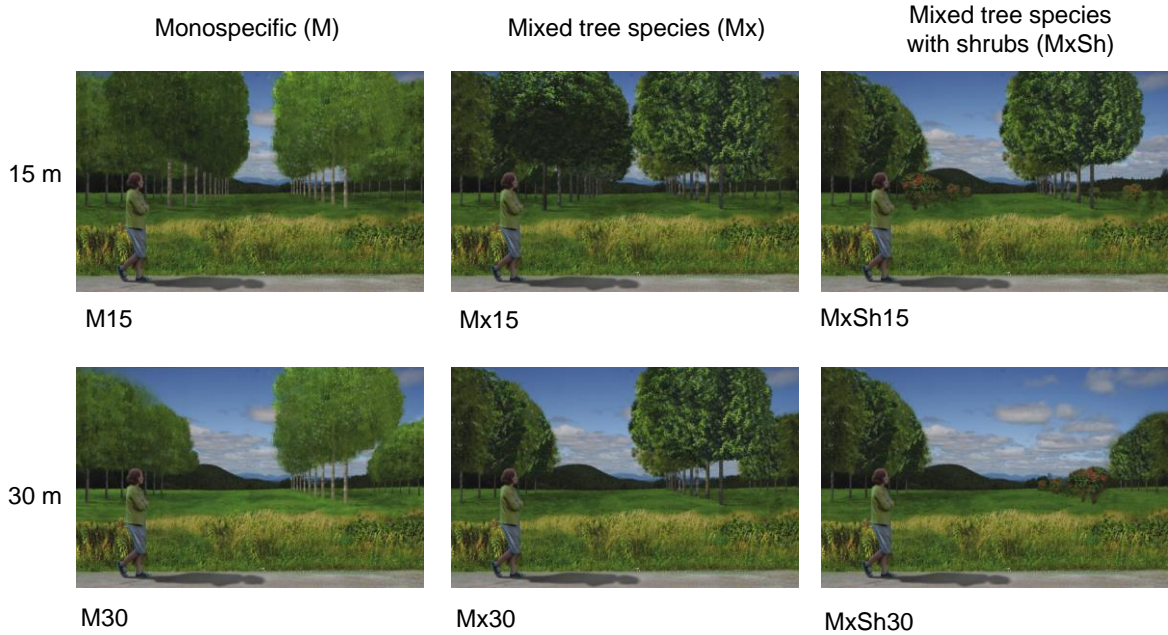 Monospecific (M)
Mixed tree species (Mx)
Mixed tree species
with shrubs (MxSh)
15 m
M15
Mx15
MxSh15
30 m
M30
Mx30
MxSh30